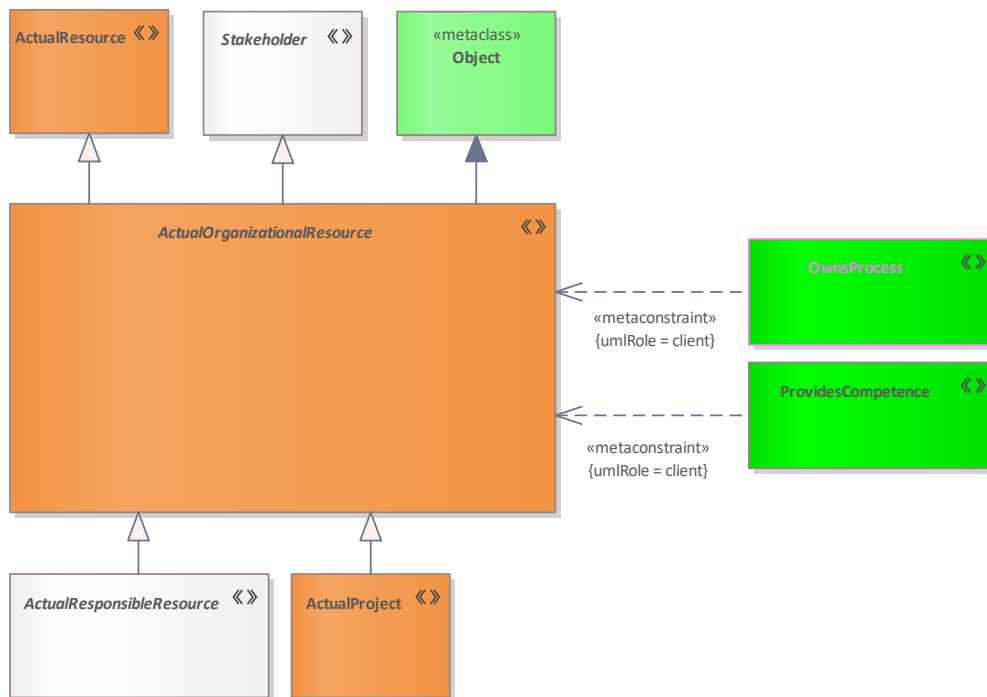 ActualResource «»
Stakeholder «»
«metaclass»
Object
ActualOrganizationalResource «»
OwnsProcess «»
«metaconstraint»
{umlRole = client}
ProvidesCompetence «»
«metaconstraint»
{umlRole = client}
ActualResponsibleResource «»
ActualProject «»